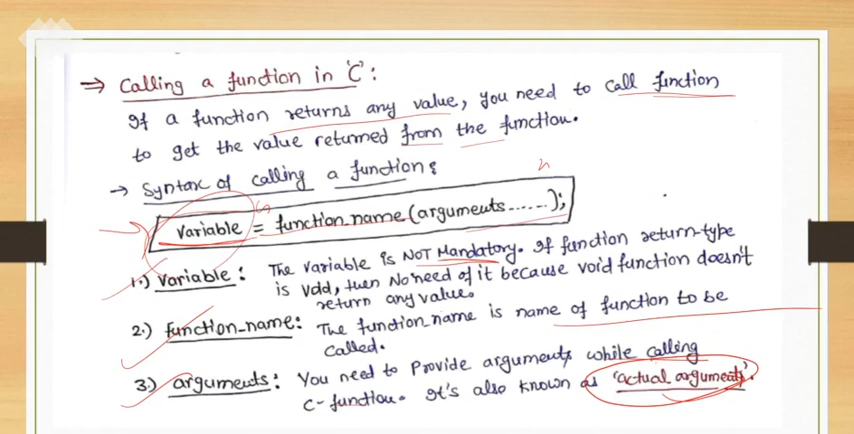 ⇒ Calling a function in 'C':
If a function returns any value, you need to call function
to get the value returned from the function.
→ Syntax of calling a function:
variable = function_name(arguments......);
1.) Variable: The variable is NOT Mandatory. If function return-type
is void, then No need of it because void function doesn't
return any value.
2.) function_name: The function_name is name of function to be
called.
3.) arguments: You need to Provide arguments while calling
C-function. It's also known as 'actual arguments'.